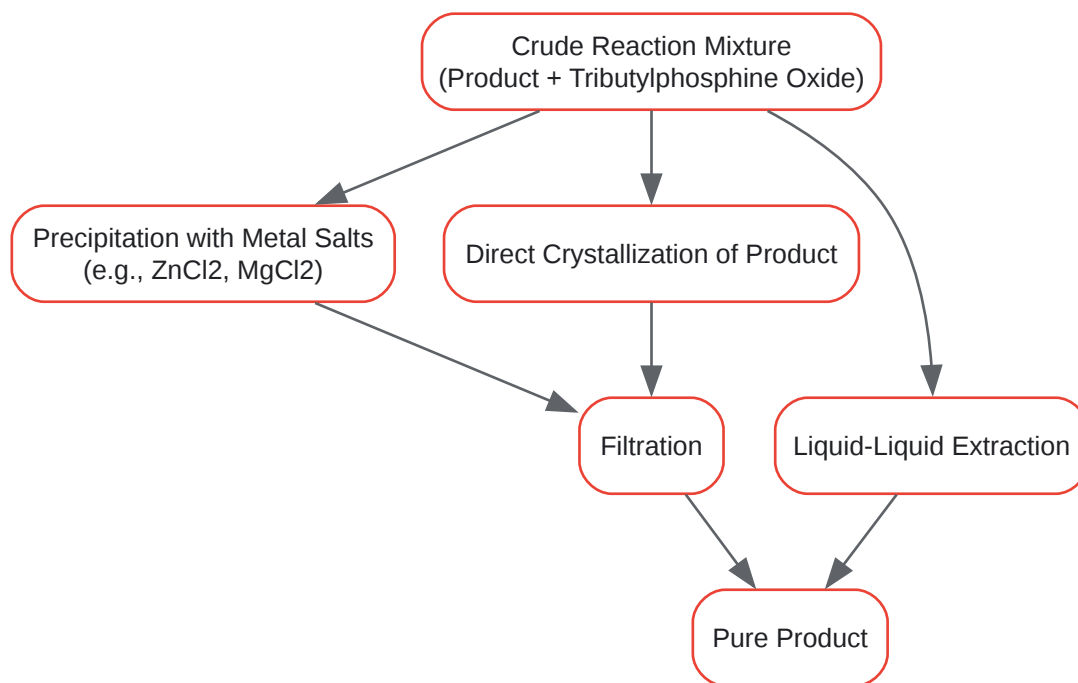 Crude Reaction Mixture
(Product + Tributylphosphine Oxide)
Precipitation with Metal Salts
(e.g., ZnCl2, MgCl2)
Direct Crystallization of Product
Filtration
Liquid-Liquid Extraction
Pure Product